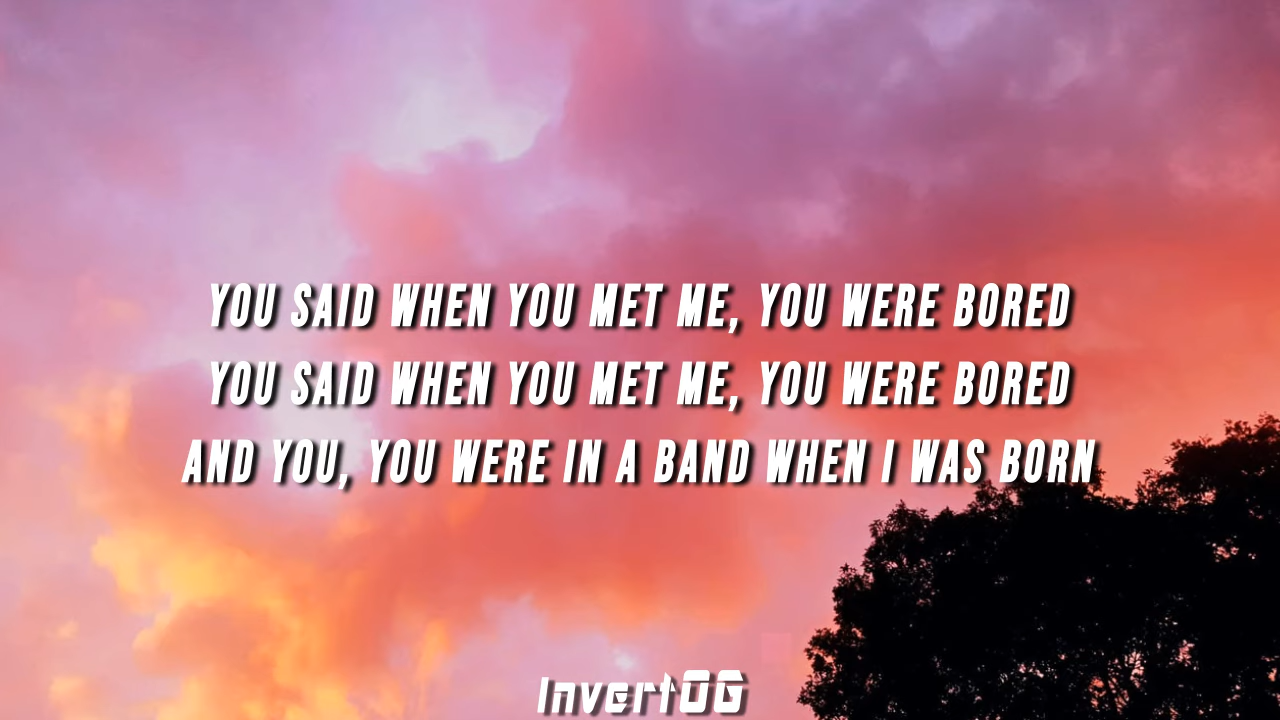 YOU SAID WHEN YOU MET ME, YOU WERE BORED
YOU SAID WHEN YOU MET ME, YOU WERE BORED
AND YOU, YOU WERE IN A BAND WHEN I WAS BORN
InvertOG